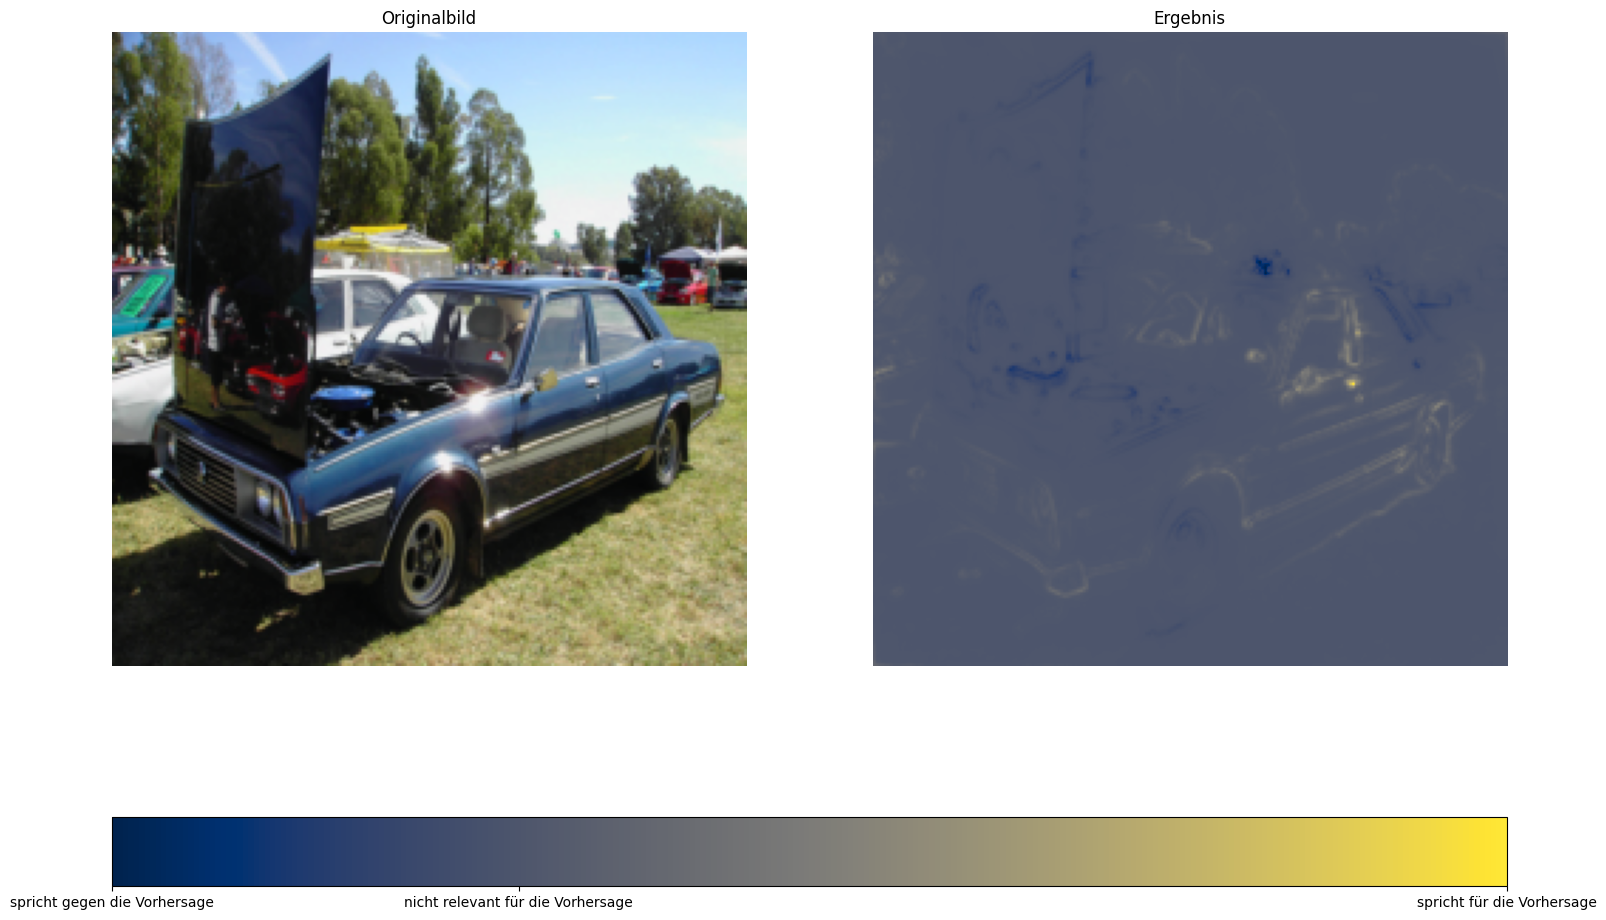 Originalbild
Ergebnis
spricht gegen die Vorhersage
nicht relevant für die Vorhersage
spricht für die Vorhersage